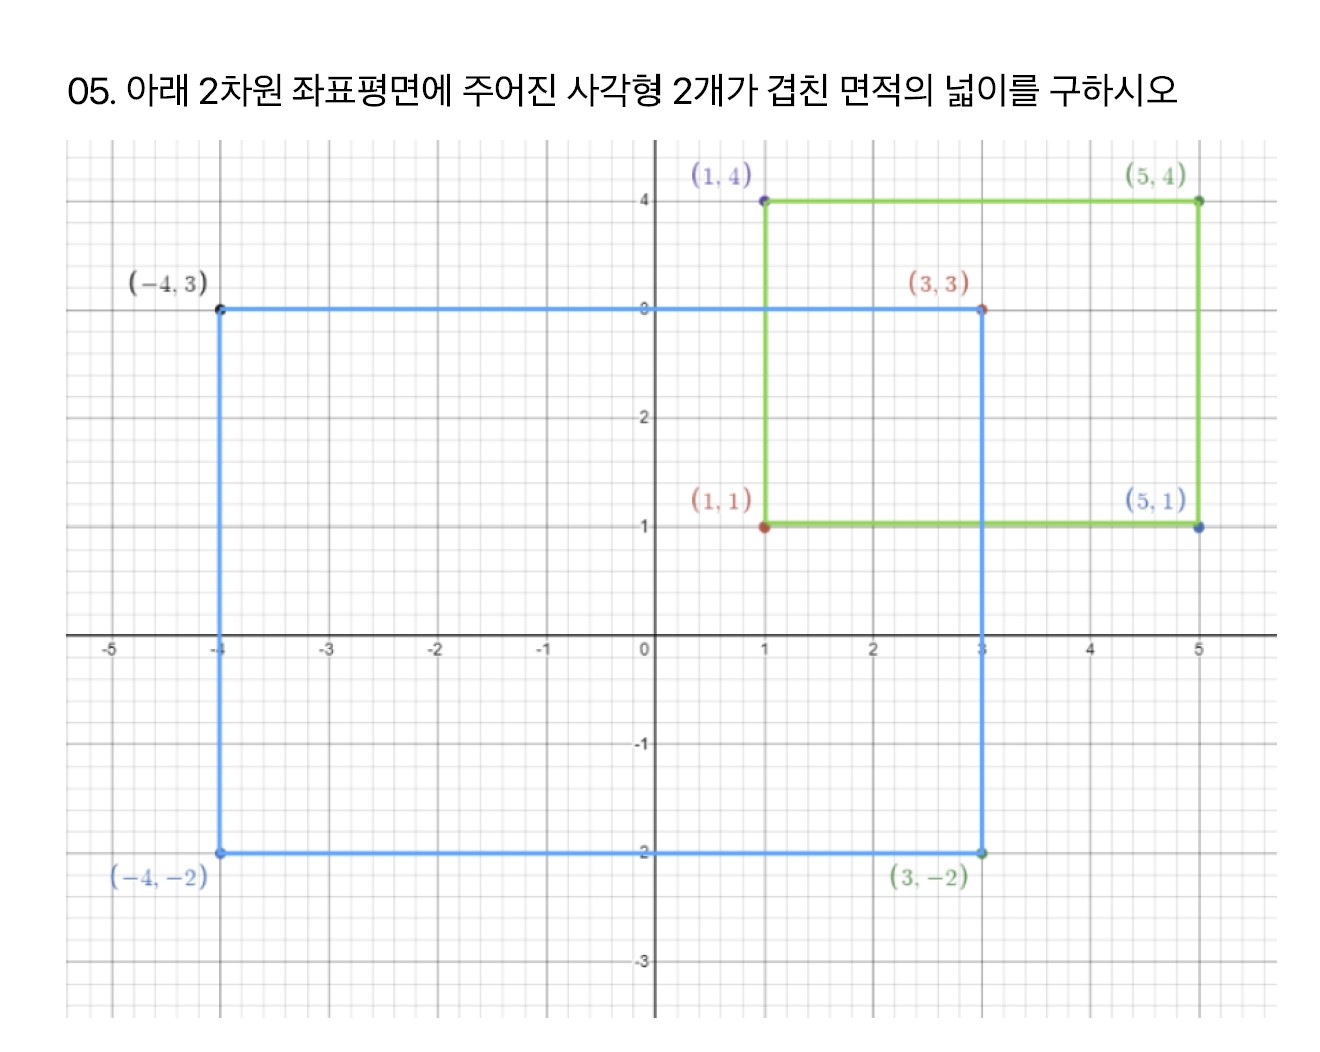 05. 아래 2차원 좌표평면에 주어진 사각형 2개가 겹친 면적의 넓이를 구하시오
(1, 4) (5, 4)
4
(−4, 3) (3, 3)
3
2
(1, 1) (5, 1)
1
-5 -4 -3 -2 -1 0 1 2 3 4 5
-1
-2
(−4, −2) (3, −2)
-3